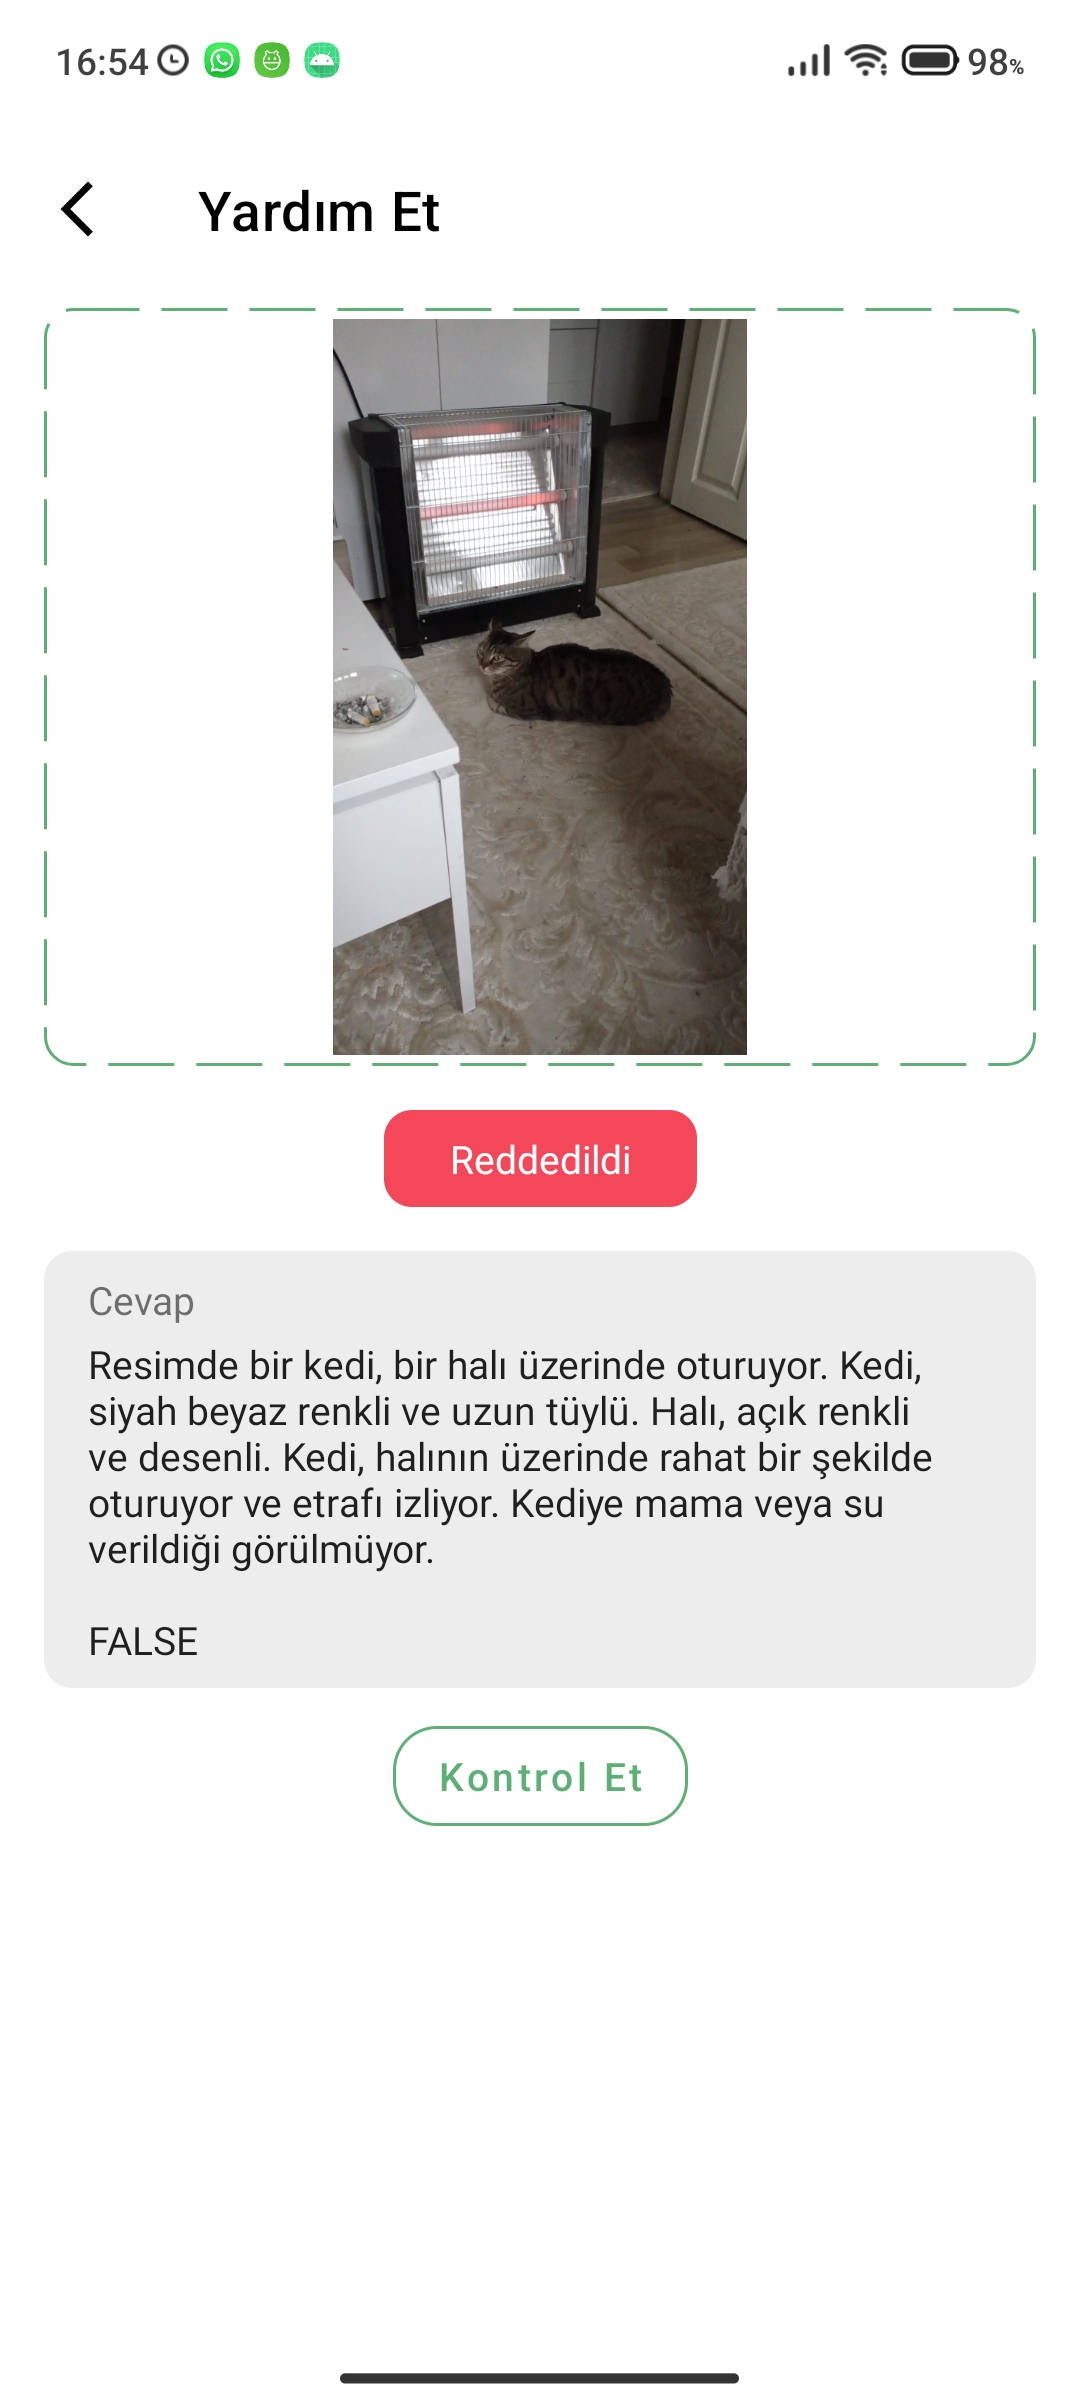 16:54
98%
Yardım Et
Reddedildi
Cevap
Resimde bir kedi, bir halı üzerinde oturuyor. Kedi,
siyah beyaz renkli ve uzun tüylü. Halı, açık renkli
ve desenli. Kedi, halının üzerinde rahat bir şekilde
oturuyor ve etrafı izliyor. Kediye mama veya su
verildiği görülmüyor.
FALSE
Kontrol Et